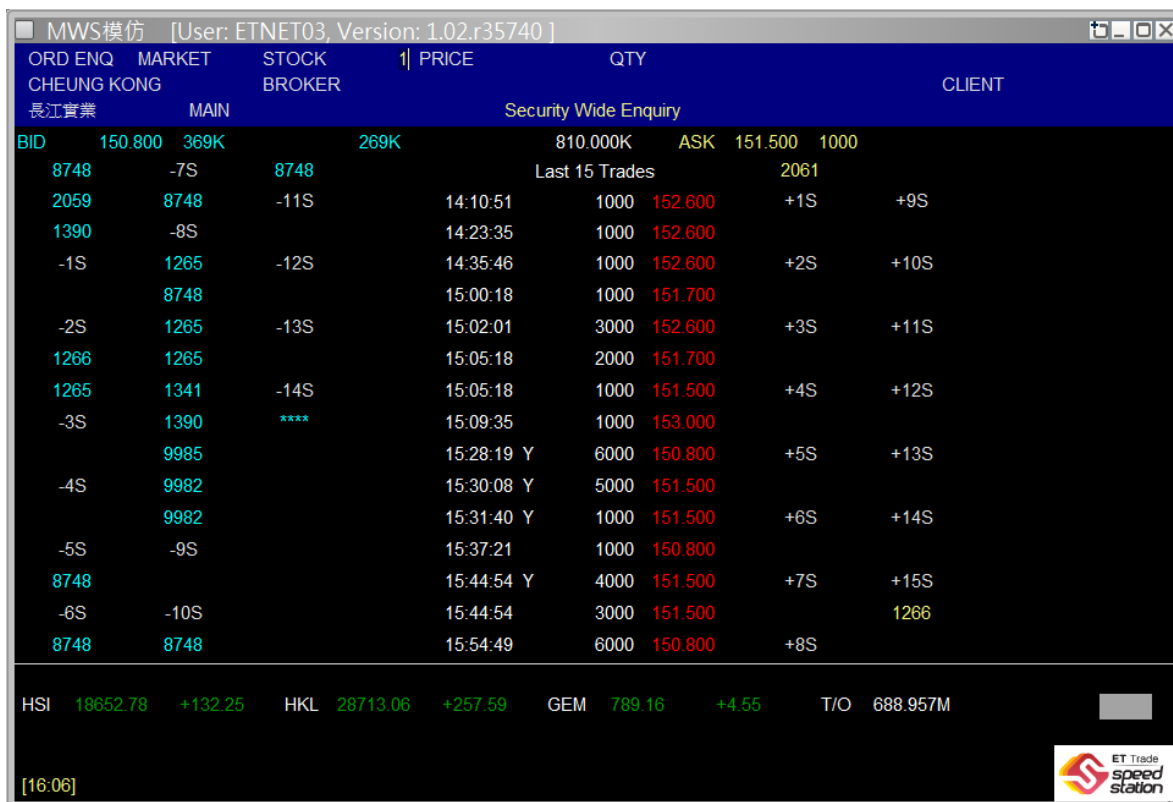 MWS模仿 [User: ETNET03, Version: 1.02.r35740 ]
ORD ENQ MARKET STOCK 1 PRICE QTY
CHEUNG KONG BROKER CLIENT
長江實業 MAIN Security Wide Enquiry
BID 150.800 369K 269K 810.000K ASK 151.500 1000
8748 -7S 8748 Last 15 Trades 2061
2059 8748 -11S 14:10:51 1000 152.600 +1S +9S
1390 -8S 14:23:35 1000 152.600
-1S 1265 -12S 14:35:46 1000 152.600 +2S +10S
8748 15:00:18 1000 151.700
-2S 1265 -13S 15:02:01 3000 152.600 +3S +11S
1266 1265 15:05:18 2000 151.700
1265 1341 -14S 15:05:18 1000 151.500 +4S +12S
-3S 1390 **** 15:09:35 1000 153.000
9985 15:28:19 Y 6000 150.800 +5S +13S
-4S 9982 15:30:08 Y 5000 151.500
9982 15:31:40 Y 1000 151.500 +6S +14S
-5S -9S 15:37:21 1000 150.800
8748 15:44:54 Y 4000 151.500 +7S +15S
-6S -10S 15:44:54 3000 151.500 1266
8748 8748 15:54:49 6000 150.800 +8S
HSI 18652.78 +132.25 HKL 28713.06 +257.59 GEM 789.16 +4.55 T/O 688.957M
ET Trade
speed
station
[16:06]